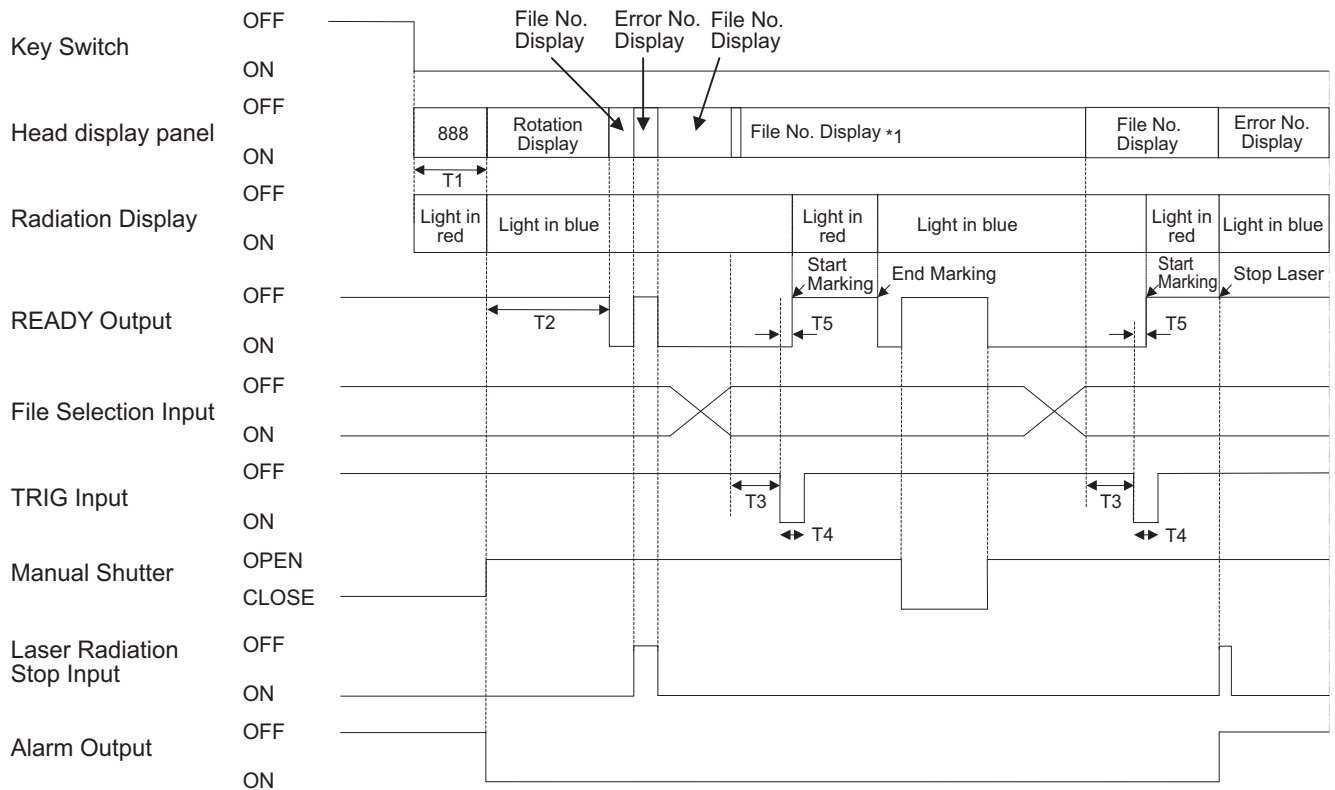 File No.
Display
Error No.
Display
File No.
Display
Key Switch
OFF
ON
Head display panel
OFF
ON
888
Rotation
Display
File No. Display *1
File No.
Display
Error No.
Display
T1
Radiation Display
OFF
ON
Light in
red
Light in blue
Light in
red
Light in blue
Light in
red
Light in blue
Start
Marking
End Marking
Start
Marking
Stop Laser
READY Output
OFF
ON
T2
T5
T5
File Selection Input
OFF
ON
TRIG Input
OFF
ON
T3
T4
T3
T4
Manual Shutter
OPEN
CLOSE
Laser Radiation
Stop Input
OFF
ON
Alarm Output
OFF
ON